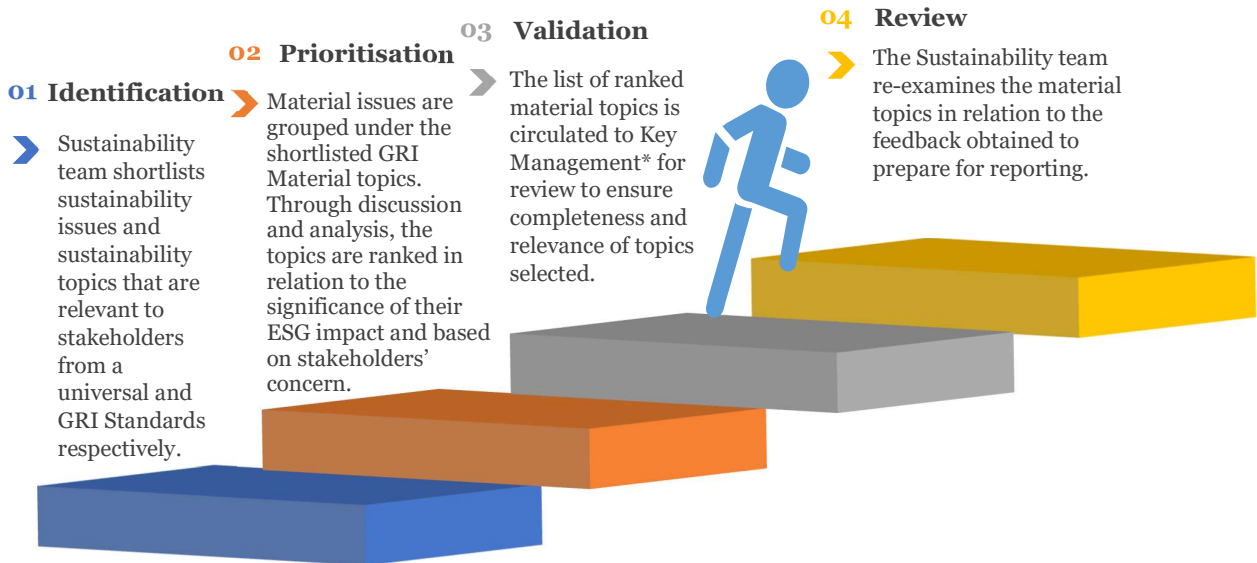 01 Identification
Sustainability
team shortlists
sustainability
issues and
sustainability
topics that are
relevant to
stakeholders
from a
universal and
GRI Standards
respectively.
02 Prioritisation
Material issues are
grouped under the
shortlisted GRI
Material topics.
Through discussion
and analysis, the
topics are ranked in
relation to the
significance of their
ESG impact and based
on stakeholders’
concern.
03 Validation
The list of ranked
material topics is
circulated to Key
Management* for
review to ensure
completeness and
relevance of topics
selected.
04 Review
The Sustainability team
re-examines the material
topics in relation to the
feedback obtained to
prepare for reporting.